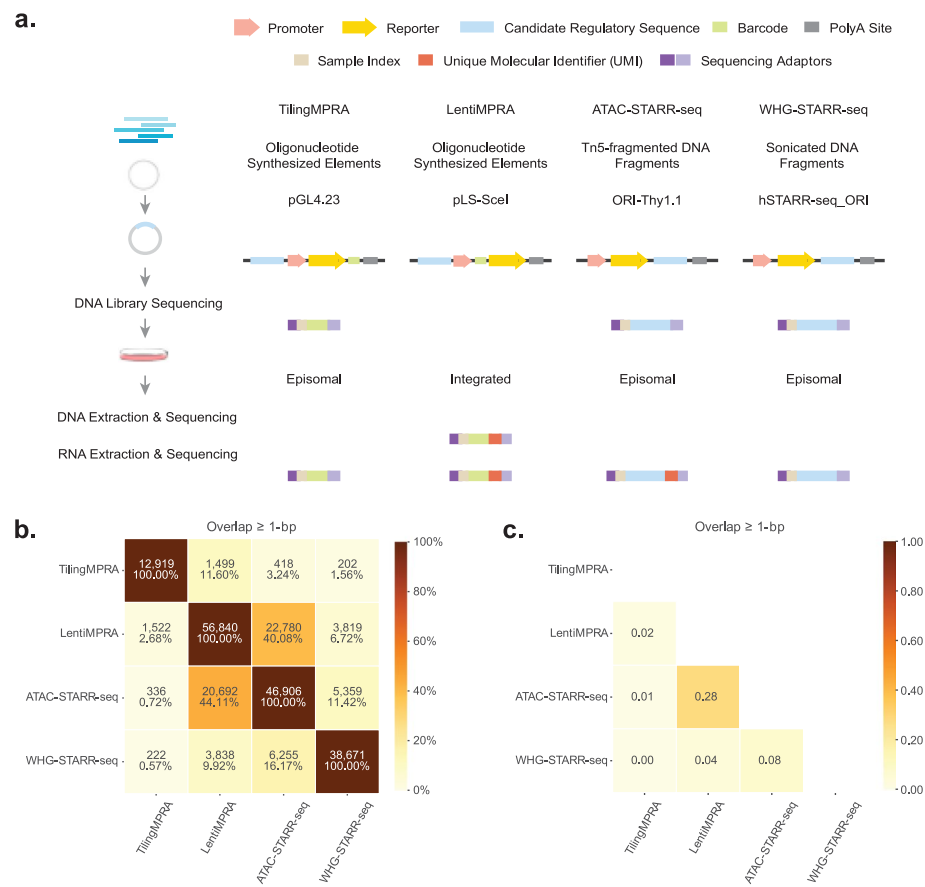 a.
Promoter Reporter Candidate Regulatory Sequence Barcode PolyA Site
Sample Index Unique Molecular Identifier (UMI) Sequencing Adaptors
TilingMPRA LentiMPRA ATAC-STARR-seq WHG-STARR-seq
Oligonucleotide Oligonucleotide Tn5-fragmented DNA Sonicated DNA
Synthesized Elements Synthesized Elements Fragments Fragments
pGL4.23 pLS-SceI ORI-Thy1.1 hSTARR-seq_ORI
DNA Library Sequencing
Episomal Integrated Episomal Episomal
DNA Extraction & Sequencing
RNA Extraction & Sequencing
b.
Overlap ≥ 1-bp
TilingMPRA
12,919 1,499 418 202
100.00% 11.60% 3.24% 1.56%
LentiMPRA
1,522 56,840 22,780 3,819
2.68% 100.00% 40.08% 6.72%
ATAC-STARR-seq
336 20,692 46,906 5,359
0.72% 44.11% 100.00% 11.42%
WHG-STARR-seq
222 3,838 6,255 38,671
0.57% 9.92% 16.17% 100.00%
TilingMPRA
LentiMPRA
ATAC-STARR-seq
WHG-STARR-seq
100%
80%
60%
40%
20%
0%
c.
Overlap ≥ 1-bp
TilingMPRA
LentiMPRA 0.02
ATAC-STARR-seq 0.01 0.28
WHG-STARR-seq 0.00 0.04 0.08
TilingMPRA
LentiMPRA
ATAC-STARR-seq
WHG-STARR-seq
1.00
0.80
0.60
0.40
0.20
0.00